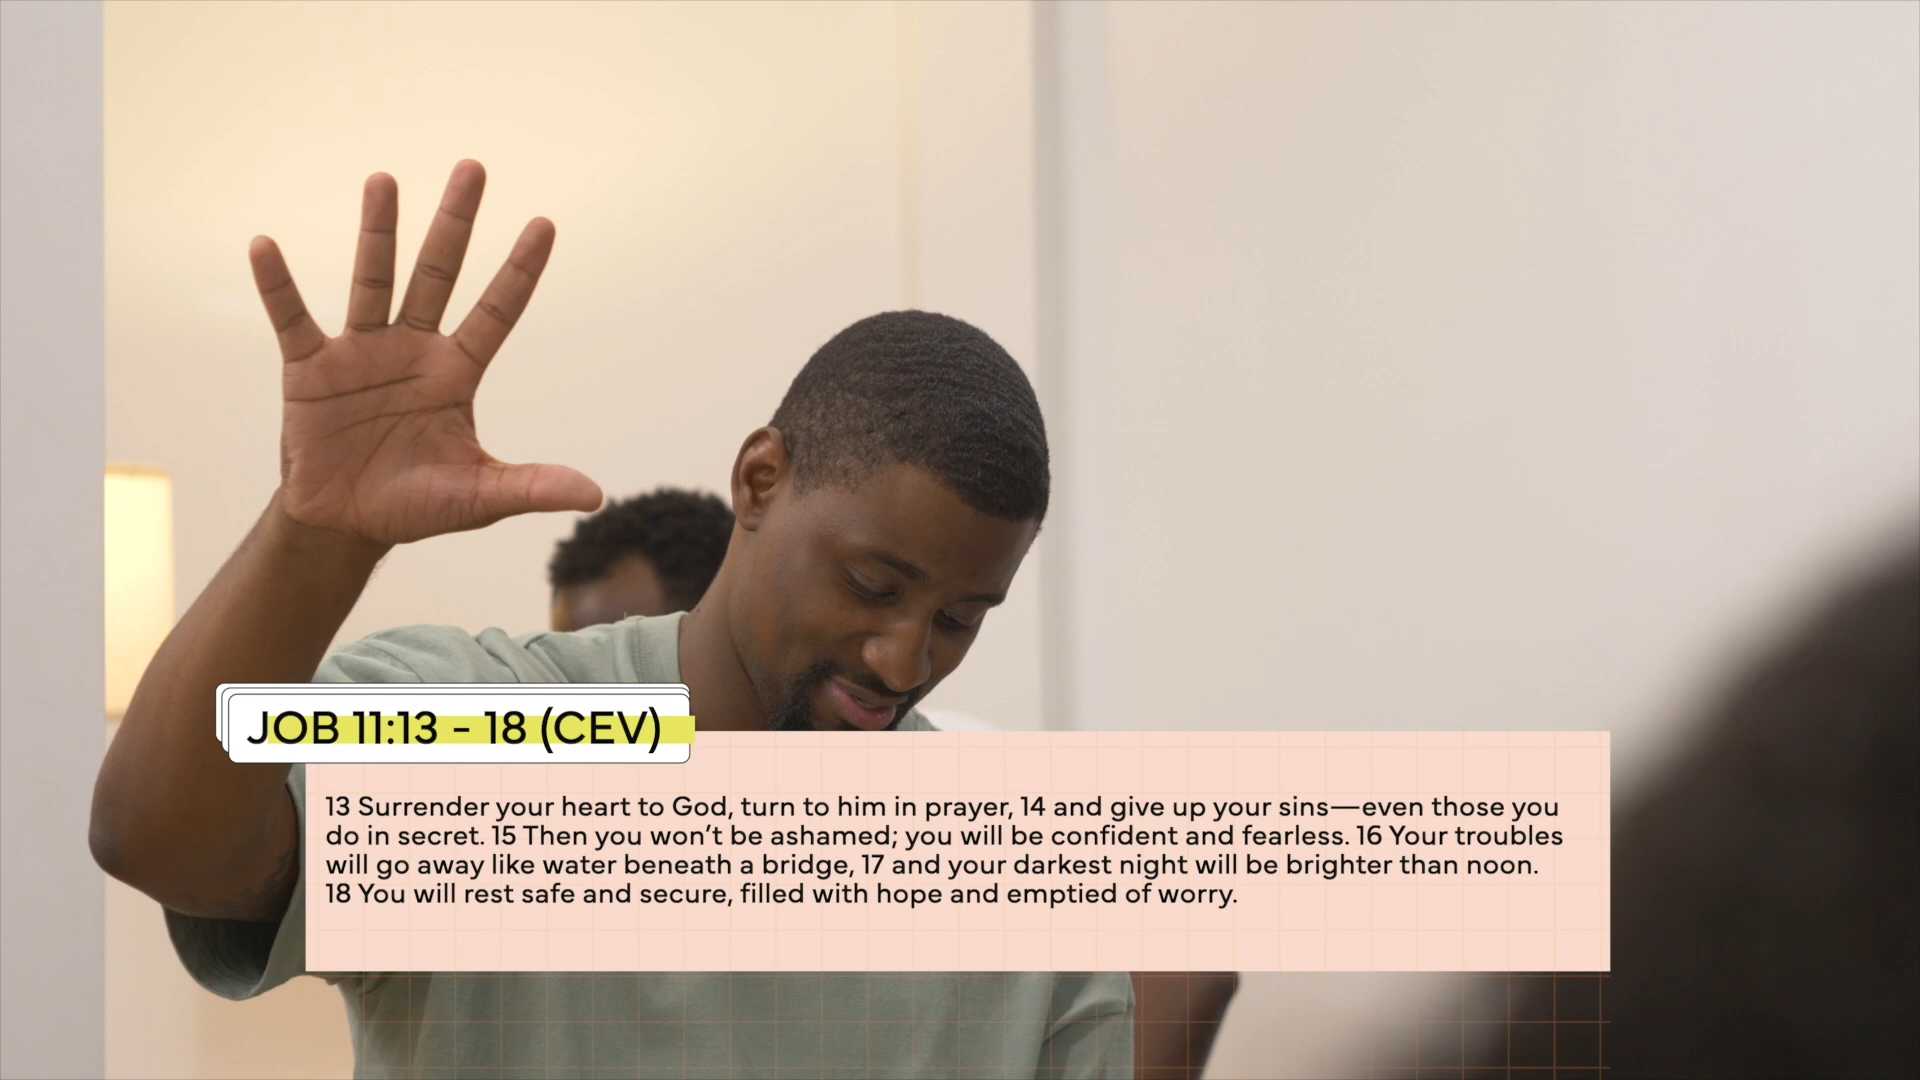 JOB 11:13 - 18 (CEV)
13 Surrender your heart to God, turn to him in prayer, 14 and give up your sins—even those you
do in secret. 15 Then you won’t be ashamed; you will be confident and fearless. 16 Your troubles
will go away like water beneath a bridge, 17 and your darkest night will be brighter than noon.
18 You will rest safe and secure, filled with hope and emptied of worry.